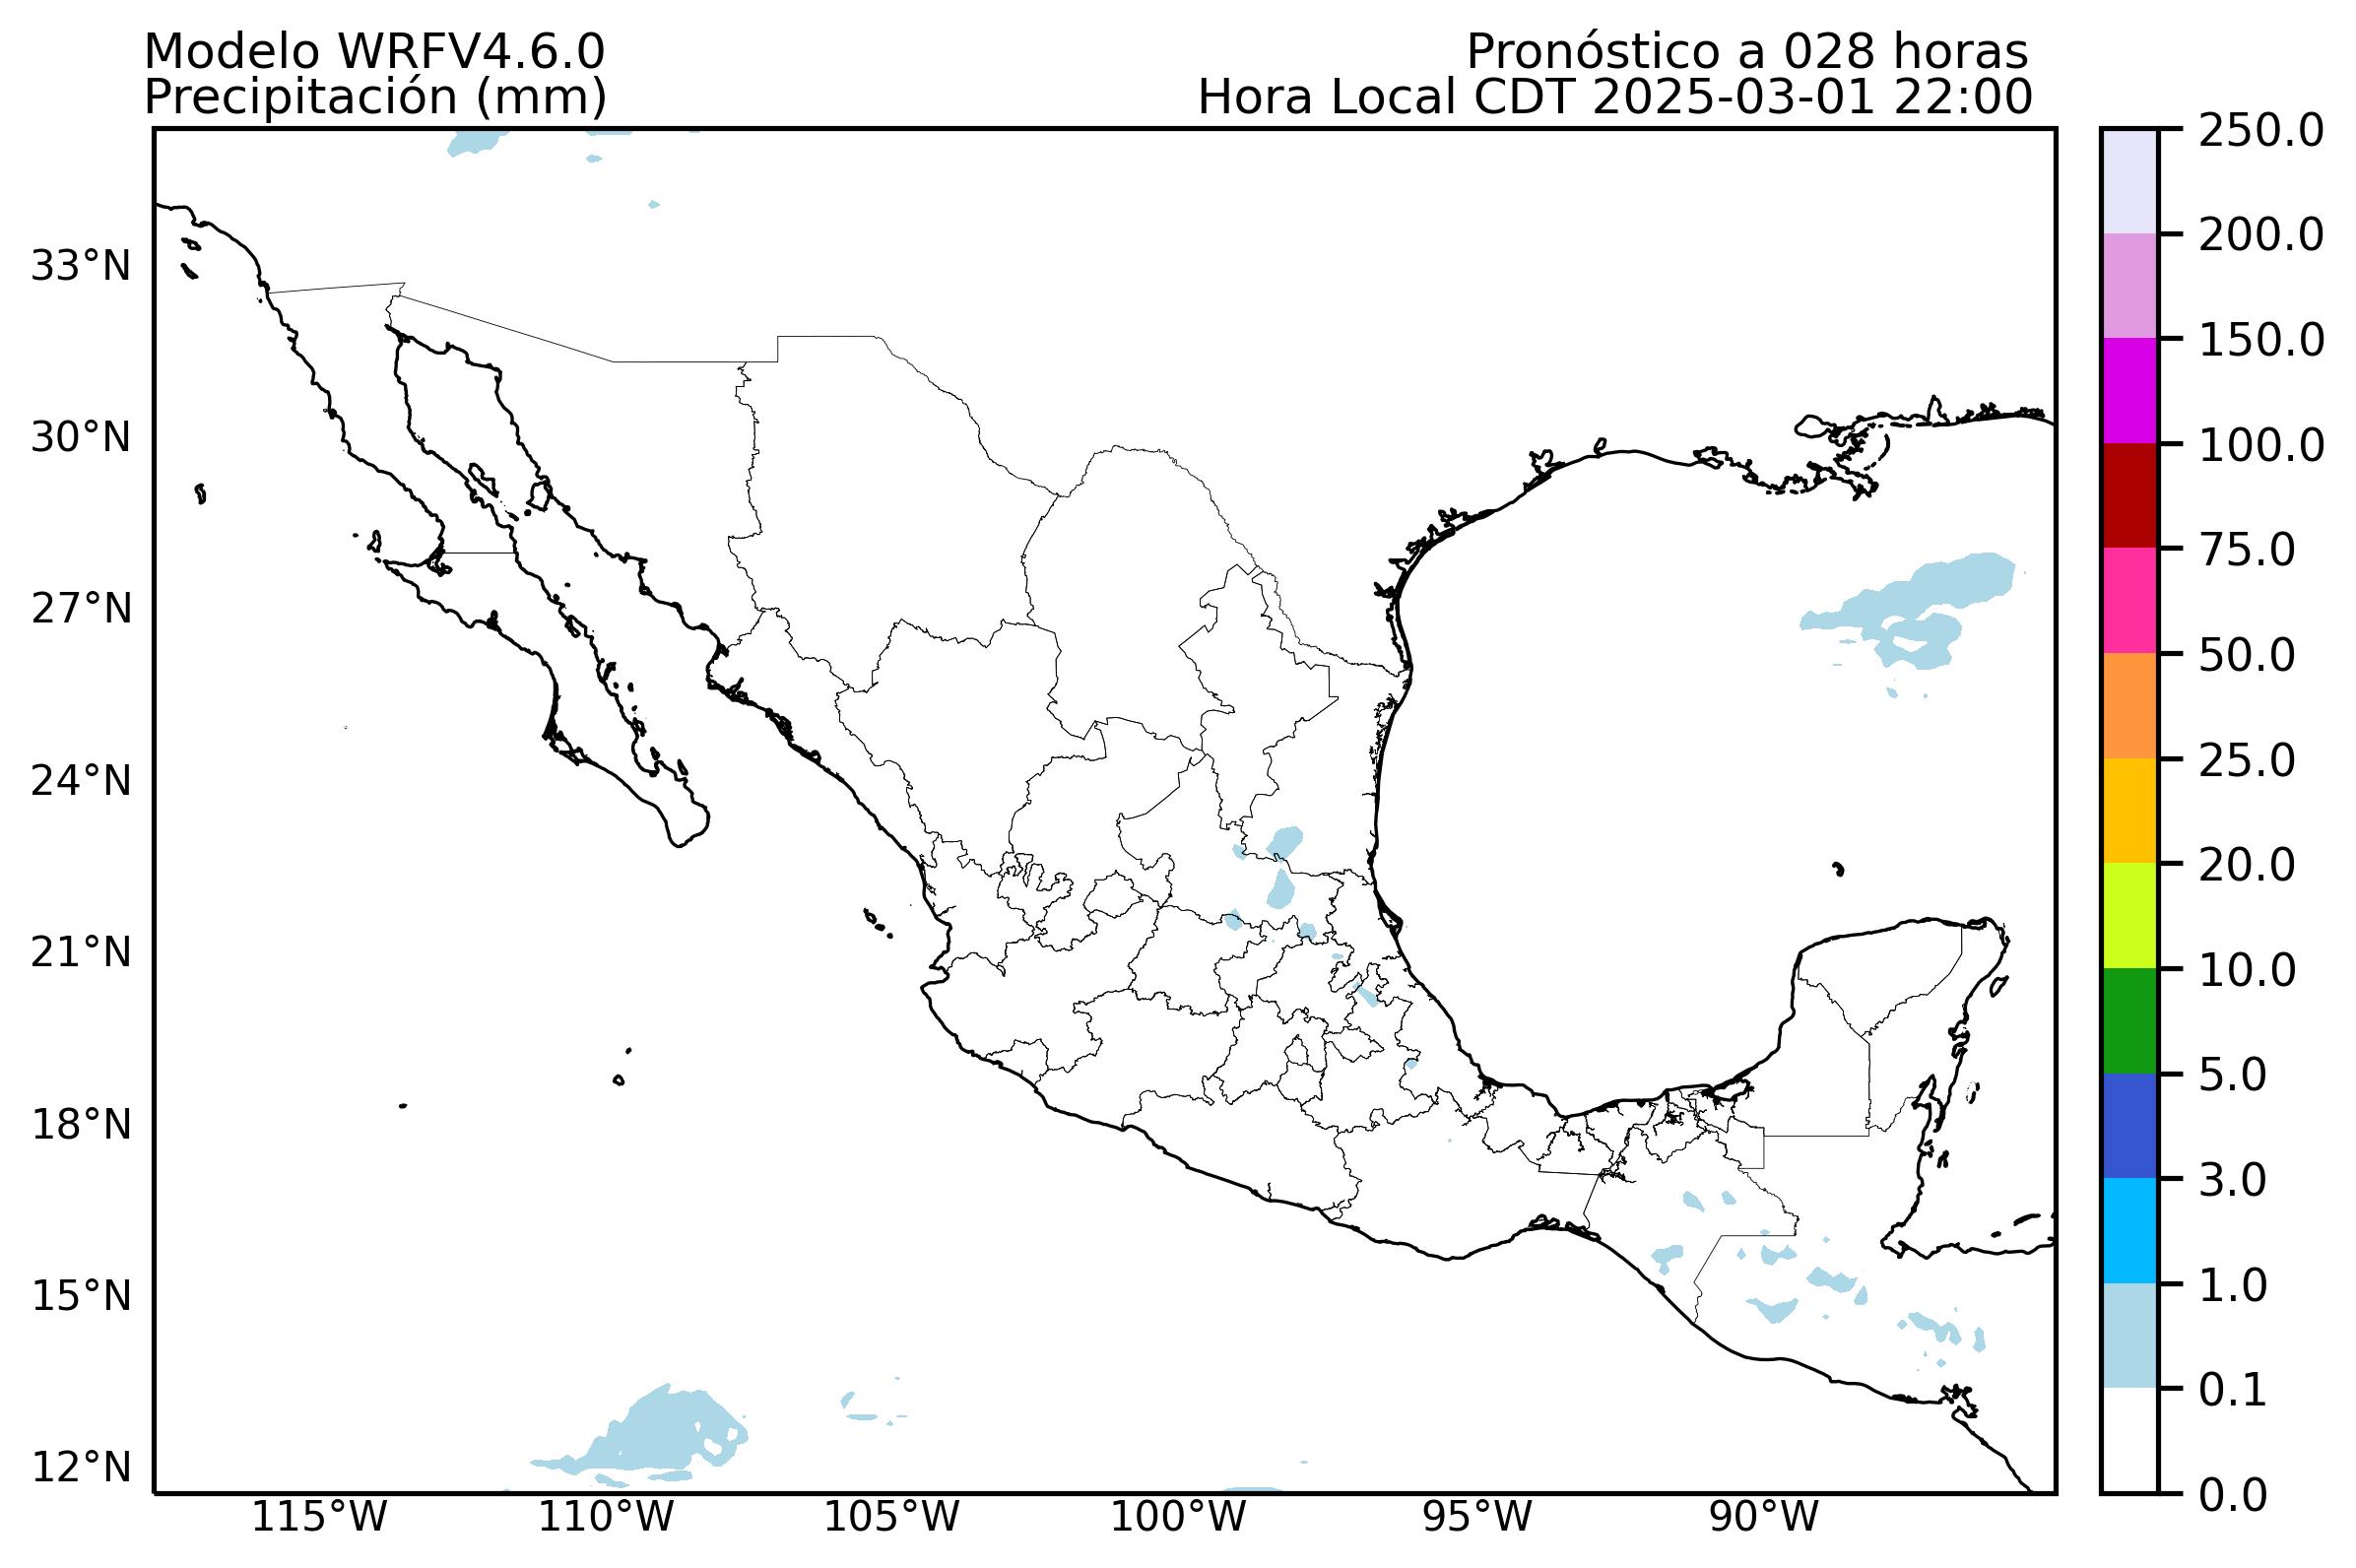 Modelo WRFV4.6.0
Precipitación (mm)
Pronóstico a 028 horas
Hora Local CDT 2025-03-01 22:00
33°N
30°N
27°N
24°N
21°N
18°N
15°N
12°N
115°W
110°W
105°W
100°W
95°W
90°W
250.0
200.0
150.0
100.0
75.0
50.0
25.0
20.0
10.0
5.0
3.0
1.0
0.1
0.0